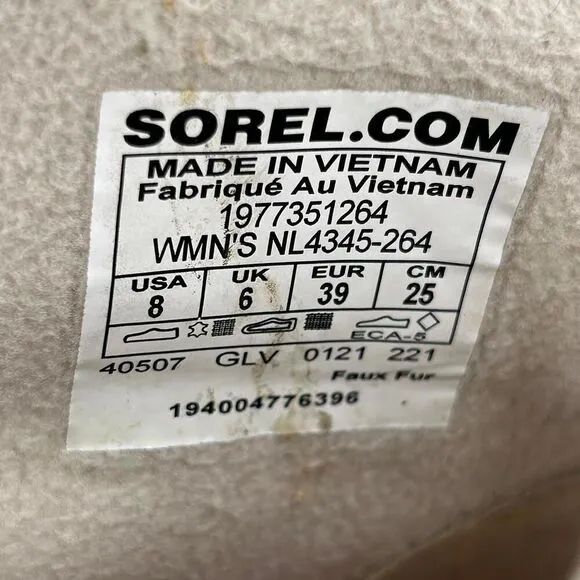 SOREL.COM
MADE IN VIETNAM
Fabriqué Au Vietnam
1977351264
WMN'S NL4345-264
USA UK EUR CM
8 6 39 25
ECA-5
40507 GLV 0121 221
Faux Fur
194004776396